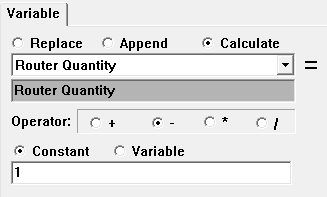 Variable
Replace Append Calculate
Router Quantity =
Router Quantity
Operator: + - * /
Constant Variable
1